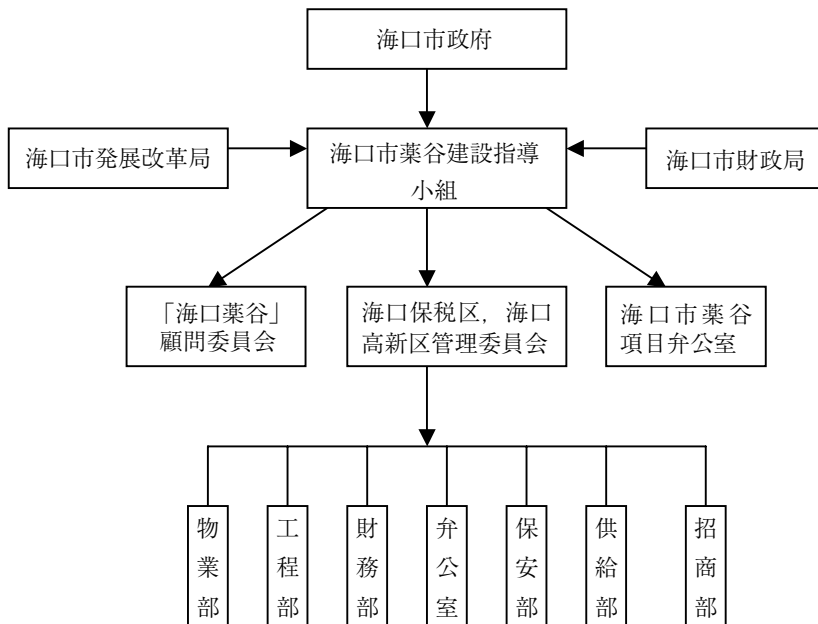 海口市政府
海口市発展改革局
海口市薬谷建設指導
小組
海口市財政局
「海口薬谷」
顧問委員会
海口保税区，海口
高新区管理委員会
海口市薬谷
項目弁公室
物業部
工程部
財務部
弁公室
保安部
供給部
招商部